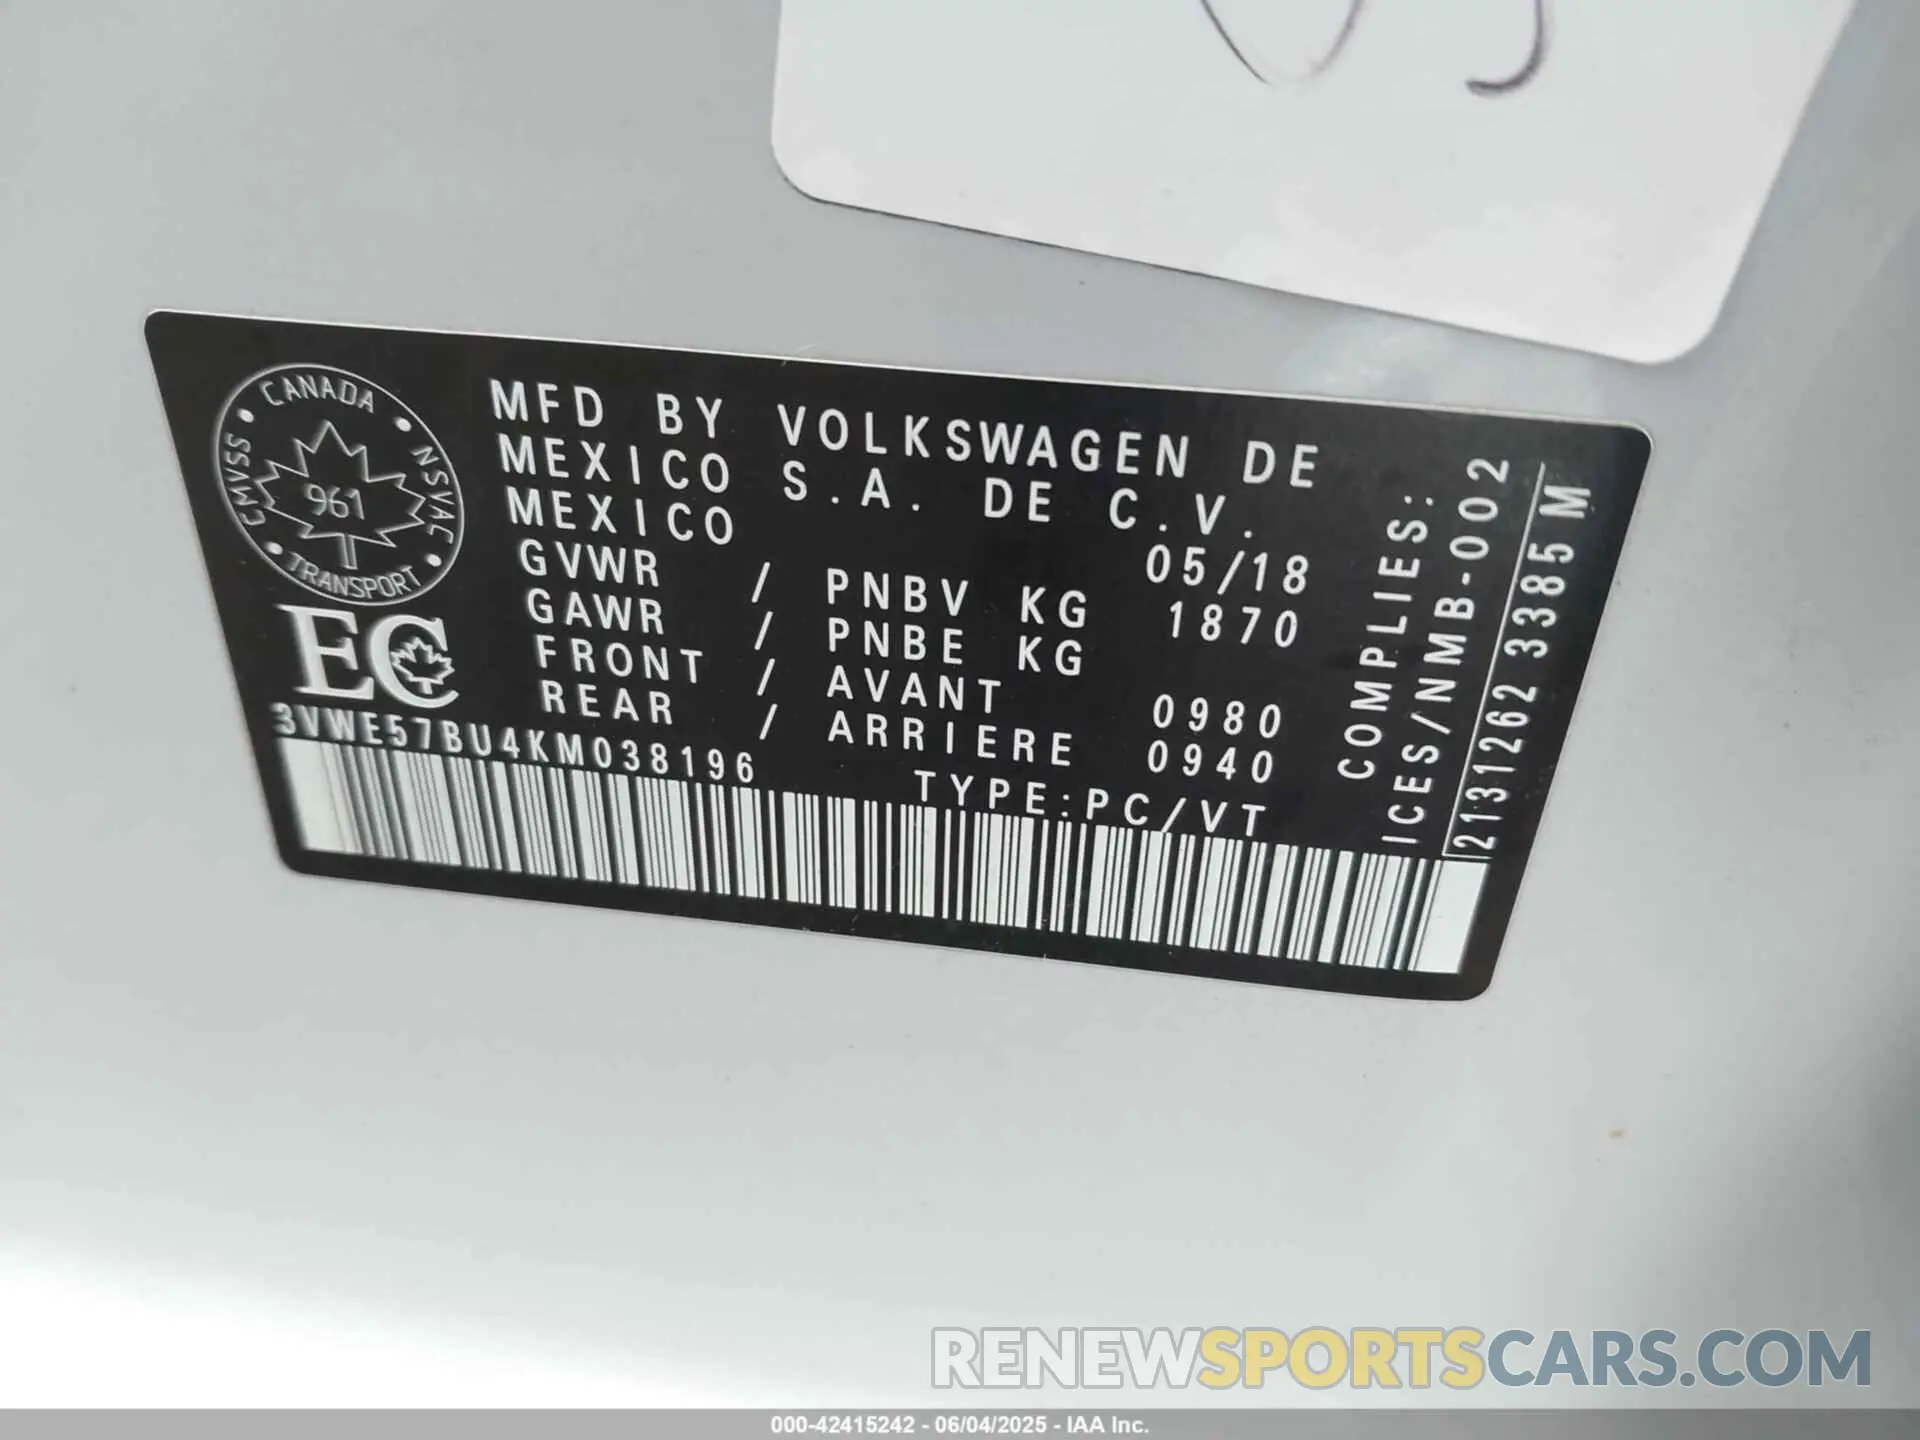 CANADA
CMVSS
NSVAC
961
TRANSPORT
EC
MFD BY VOLKSWAGEN DE
MEXICO S.A. DE C.V.
MEXICO 05/18
GVWR / PNBV KG 1870
GAWR / PNBE KG
FRONT / AVANT 0980
REAR / ARRIERE 0940
3VWE57BU4KM038196 TYPE:PC/VT
COMPLIES:
ICES/NMB-002
2131262 3385 M
RENEWSPORTSCARS.COM
000-42415242 - 06/04/2025 - IAA Inc.